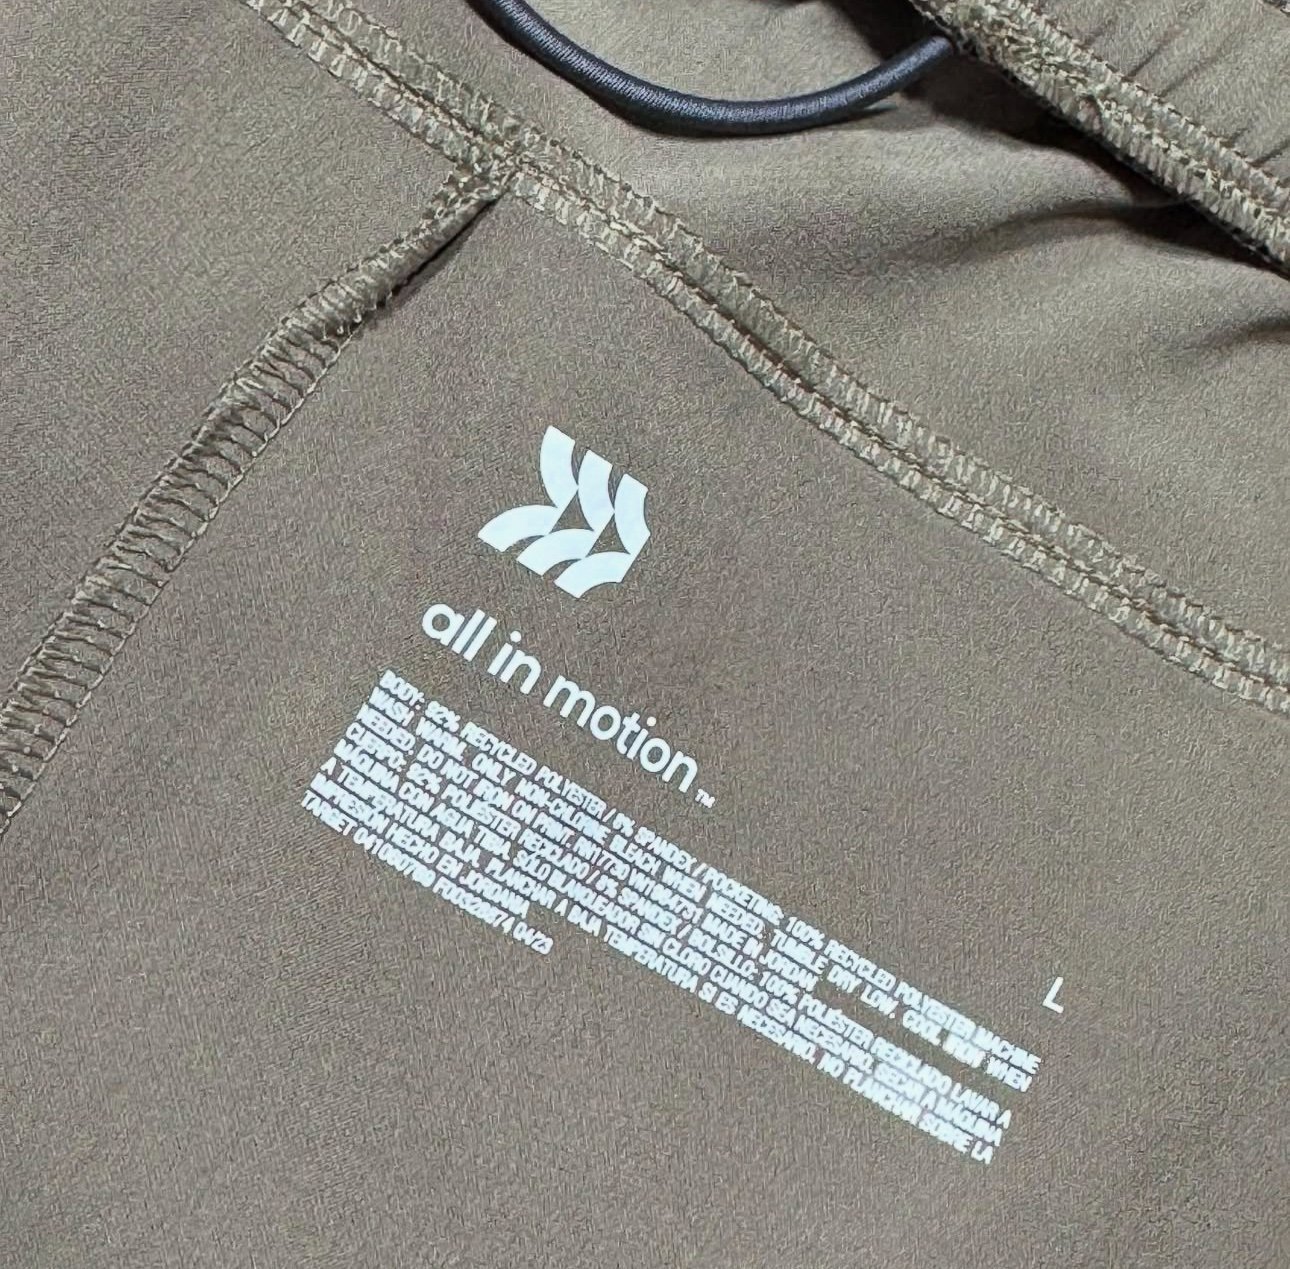 all in motion™
BODY: 92% RECYCLED POLYESTER / 8% SPANDEX / POCKETING: 100% RECYCLED POLYESTER MACHINE
WASH WARM. ONLY NON-CHLORINE BLEACH WHEN NEEDED. TUMBLE DRY LOW. COOL IRON WHEN
NEEDED. DO NOT IRON ON PRINT. MADE IN JORDAN
CUERPO: 92% POLIÉSTER RECICLADO / 8% SPANDEX / BOLSILLO: 100% POLIÉSTER RECICLADO LAVAR A
MÁQUINA CON AGUA TIBIA. SÓLO BLANQUEADOR SIN CLORO CUANDO SEA NECESARIO. SECAR A MÁQUINA
A TEMPERATURA BAJA. PLANCHAR A BAJA TEMPERATURA SI ES NECESARIO. NO PLANCHAR SOBRE LA
IMPRESIÓN HECHO EN JORDANIA
TARGET 04/23
L